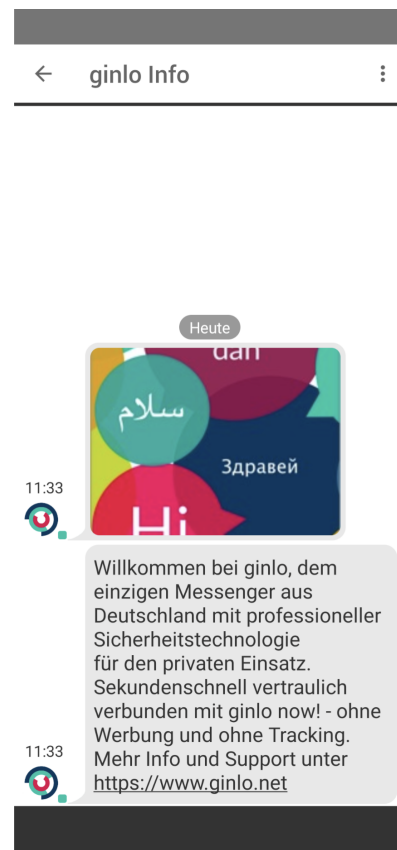 ginlo Info
Heute
dan
سلام
Здравей
Hi
11:33
Willkommen bei ginlo, dem
einzigen Messenger aus
Deutschland mit professioneller
Sicherheitstechnologie
für den privaten Einsatz.
Sekundenschnell vertraulich
verbunden mit ginlo now! - ohne
Werbung und ohne Tracking.
Mehr Info und Support unter
https://www.ginlo.net
11:33